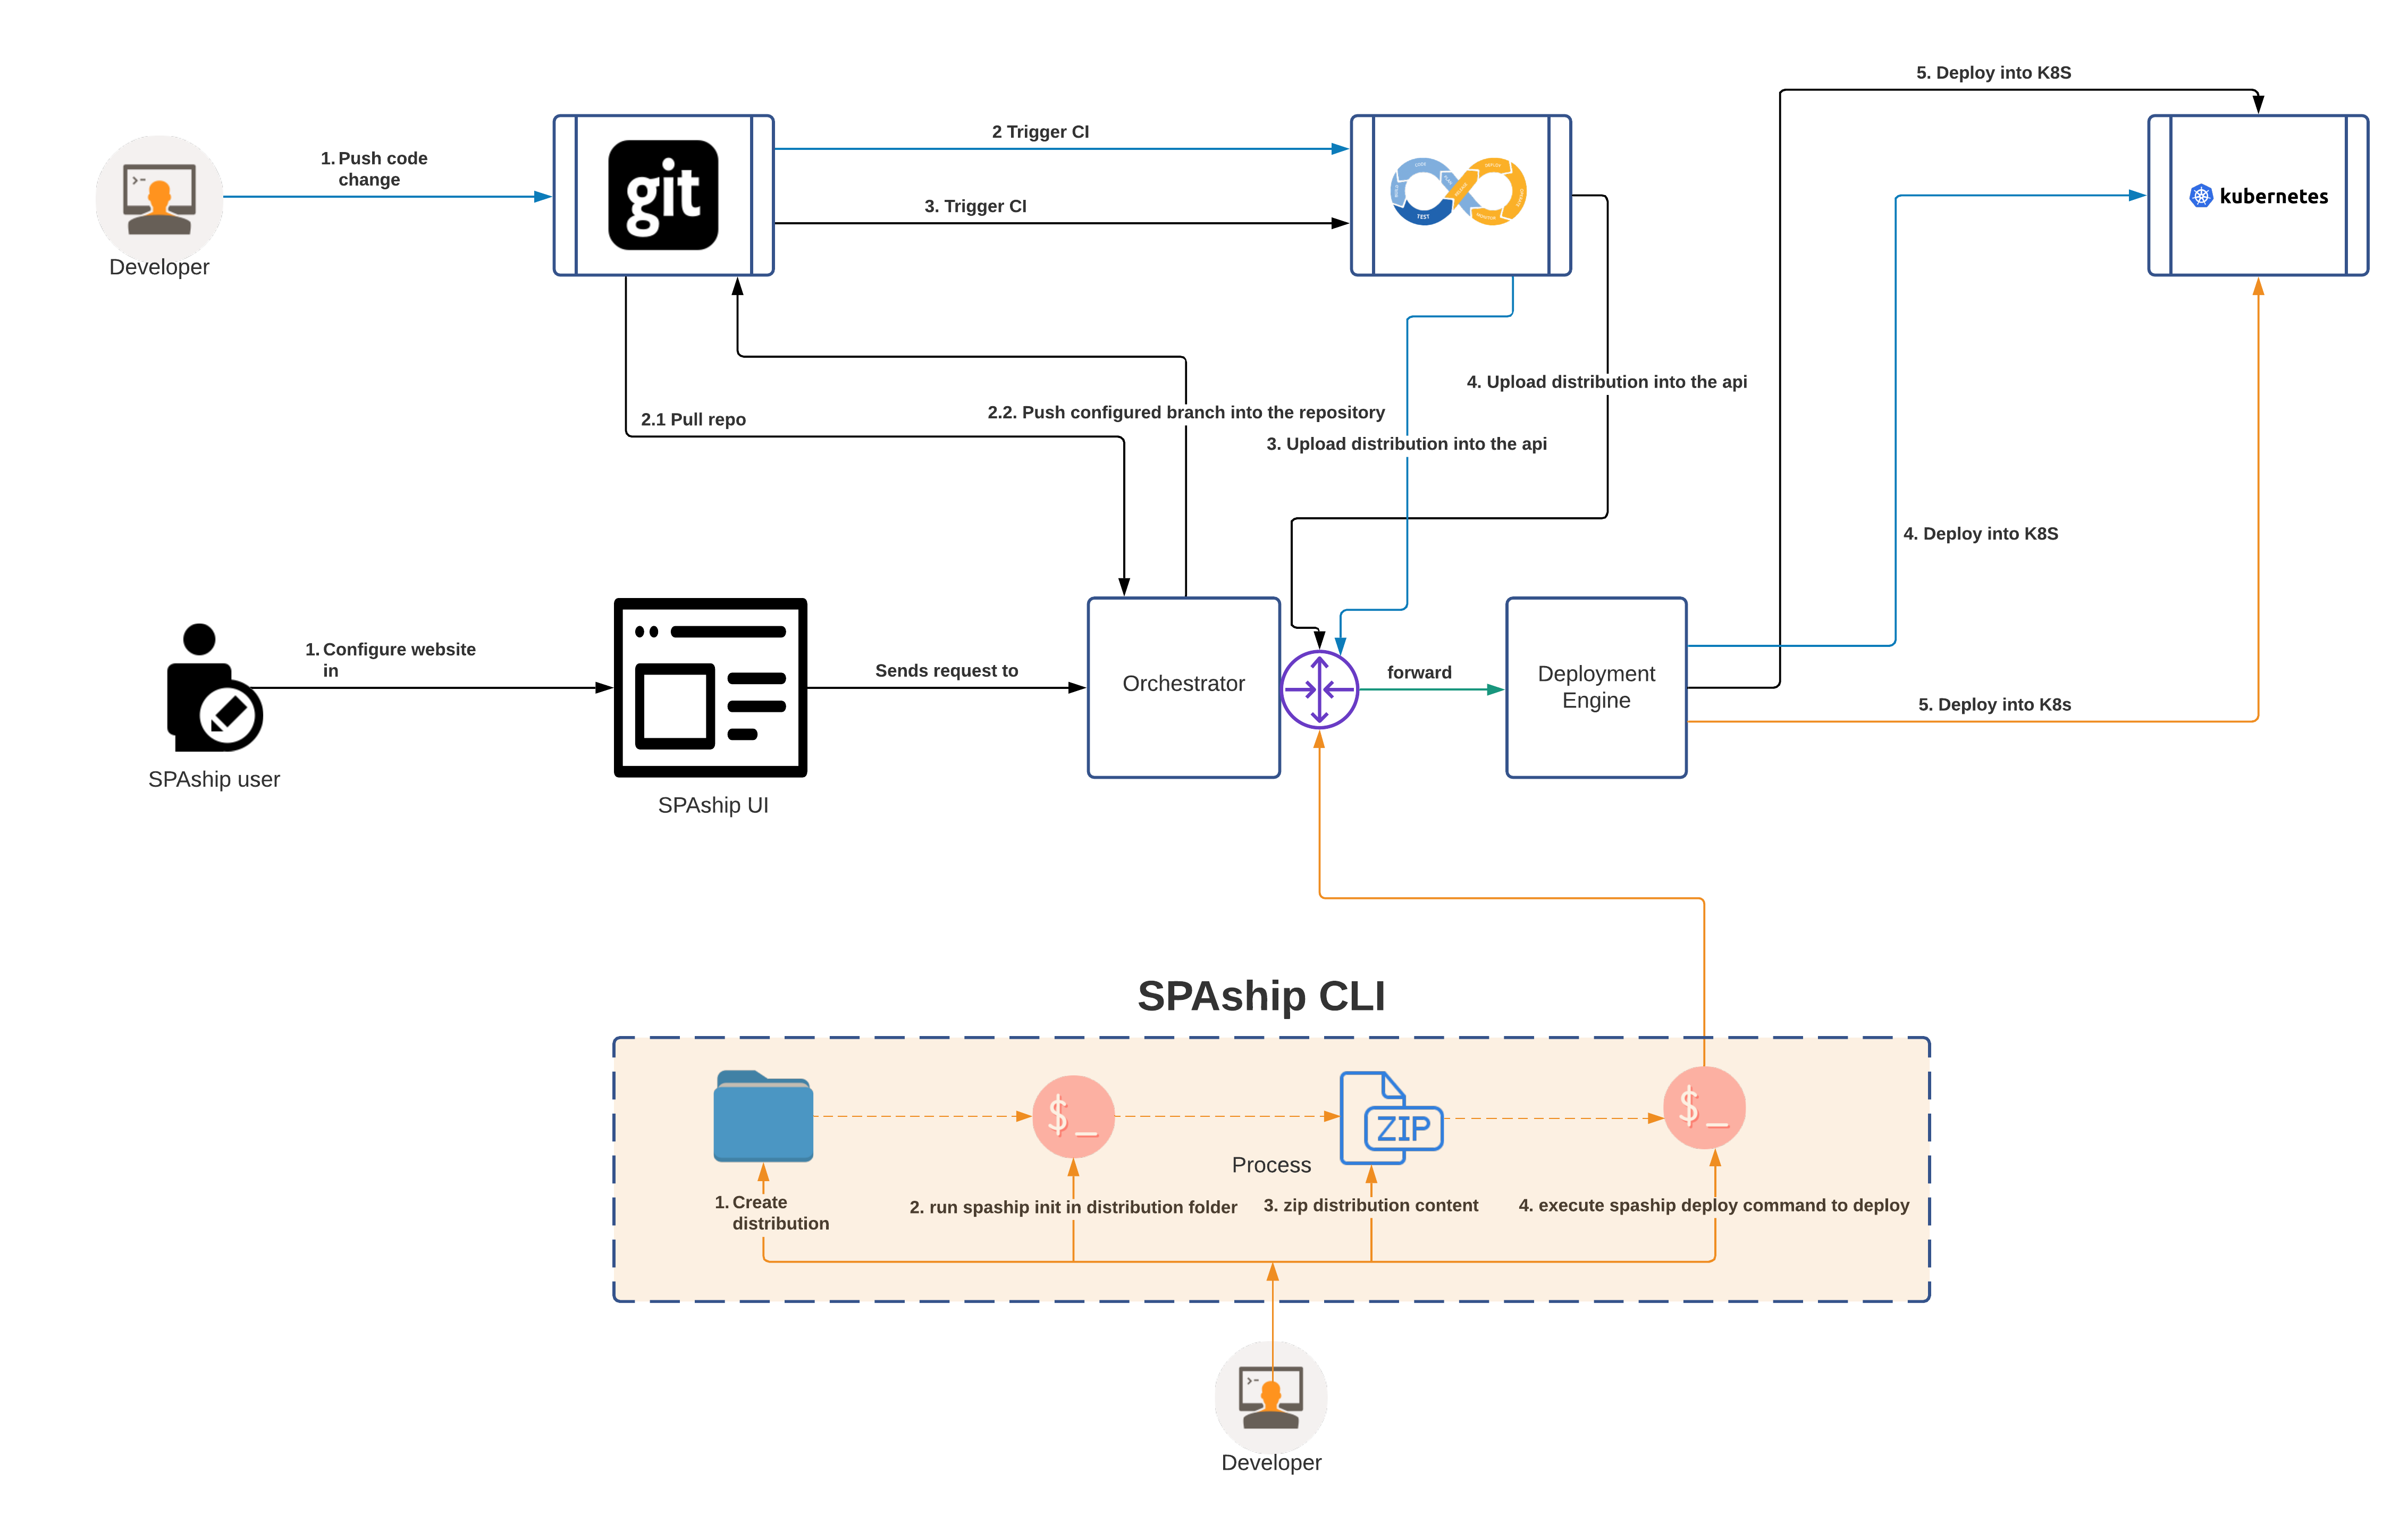 5. Deploy into K8S
2 Trigger CI
1. Push code
change
git
3. Trigger CI
TEST
kubernetes
Developer
4. Upload distribution into the api
2.2. Push configured branch into the repository
2.1 Pull repo
3. Upload distribution into the api
4. Deploy into K8S
1. Configure website
in
Sends request to
Orchestrator
forward
Deployment
Engine
5. Deploy into K8s
SPAship user
SPAship UI
SPAship CLI
$_
ZIP
$_
Process
1. Create
distribution
2. run spaship init in distribution folder
3. zip distribution content
4. execute spaship deploy command to deploy
Developer